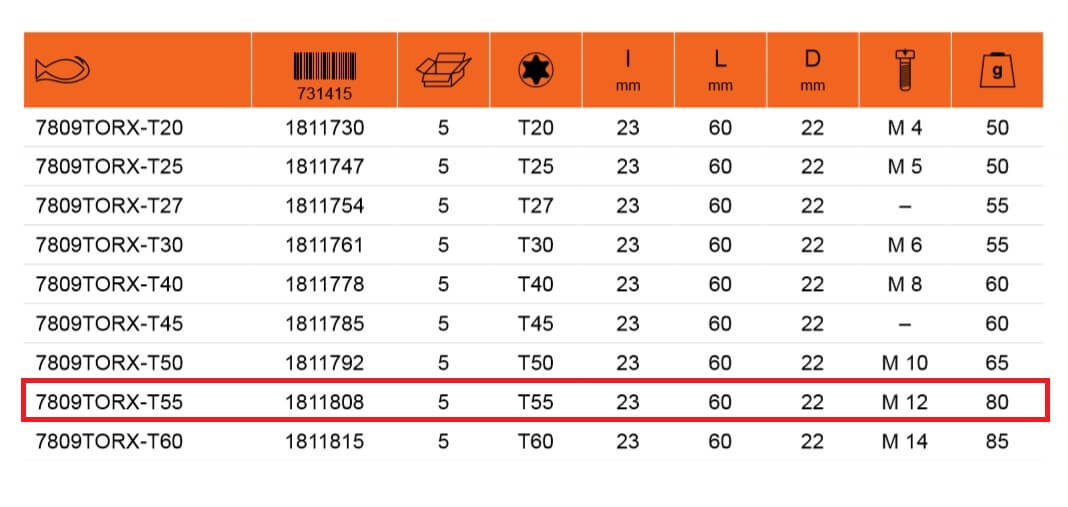 731415 I mm L mm D mm g
7809TORX-T20 1811730 5 T20 23 60 22 M 4 50
7809TORX-T25 1811747 5 T25 23 60 22 M 5 50
7809TORX-T27 1811754 5 T27 23 60 22 – 55
7809TORX-T30 1811761 5 T30 23 60 22 M 6 55
7809TORX-T40 1811778 5 T40 23 60 22 M 8 60
7809TORX-T45 1811785 5 T45 23 60 22 – 60
7809TORX-T50 1811792 5 T50 23 60 22 M 10 65
7809TORX-T55 1811808 5 T55 23 60 22 M 12 80
7809TORX-T60 1811815 5 T60 23 60 22 M 14 85